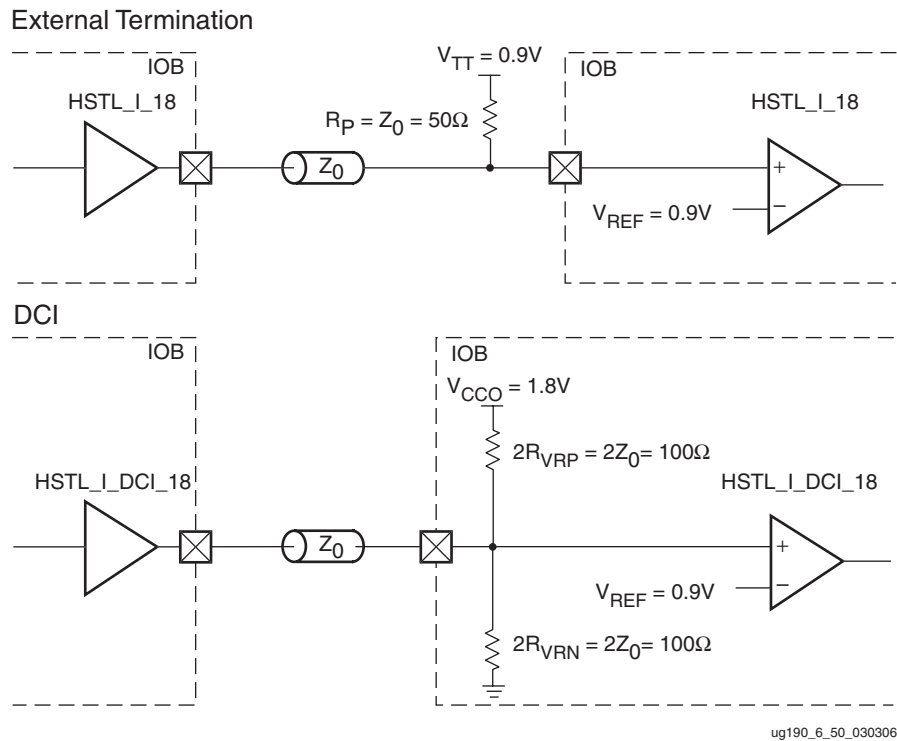 External Termination
IOB
HSTL_I_18
V_TT = 0.9V
R_P = Z_0 = 50Ω
Z_0
IOB
HSTL_I_18
+
−
V_REF = 0.9V
DCI
IOB
HSTL_I_DCI_18
Z_0
IOB
V_CCO = 1.8V
2R_VRP = 2Z_0= 100Ω
HSTL_I_DCI_18
+
−
V_REF = 0.9V
2R_VRN = 2Z_0= 100Ω
ug190_6_50_030306